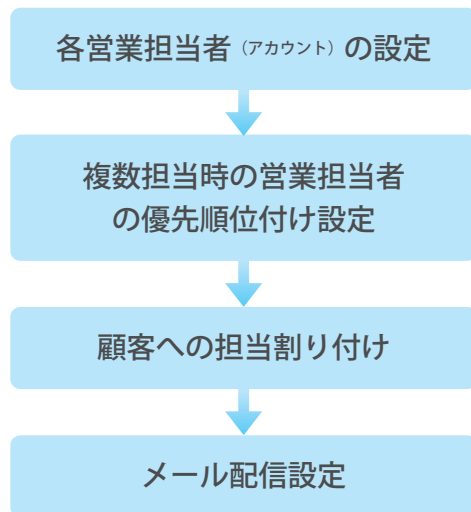 各営業担当者（アカウント）の設定
複数担当時の営業担当者
の優先順位付け設定
顧客への担当割り付け
メール配信設定